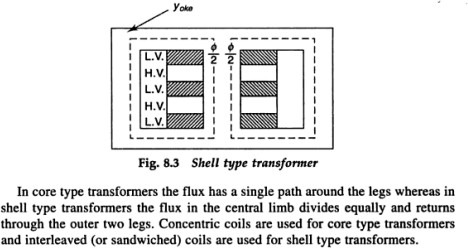 Yoke
L.V.
H.V.
L.V.
H.V.
L.V.
ϕ/2 ϕ/2
Fig. 8.3 Shell type transformer
In core type transformers the flux has a single path around the legs whereas in
shell type transformers the flux in the central limb divides equally and returns
through the outer two legs. Concentric coils are used for core type transformers
and interleaved (or sandwiched) coils are used for shell type transformers.